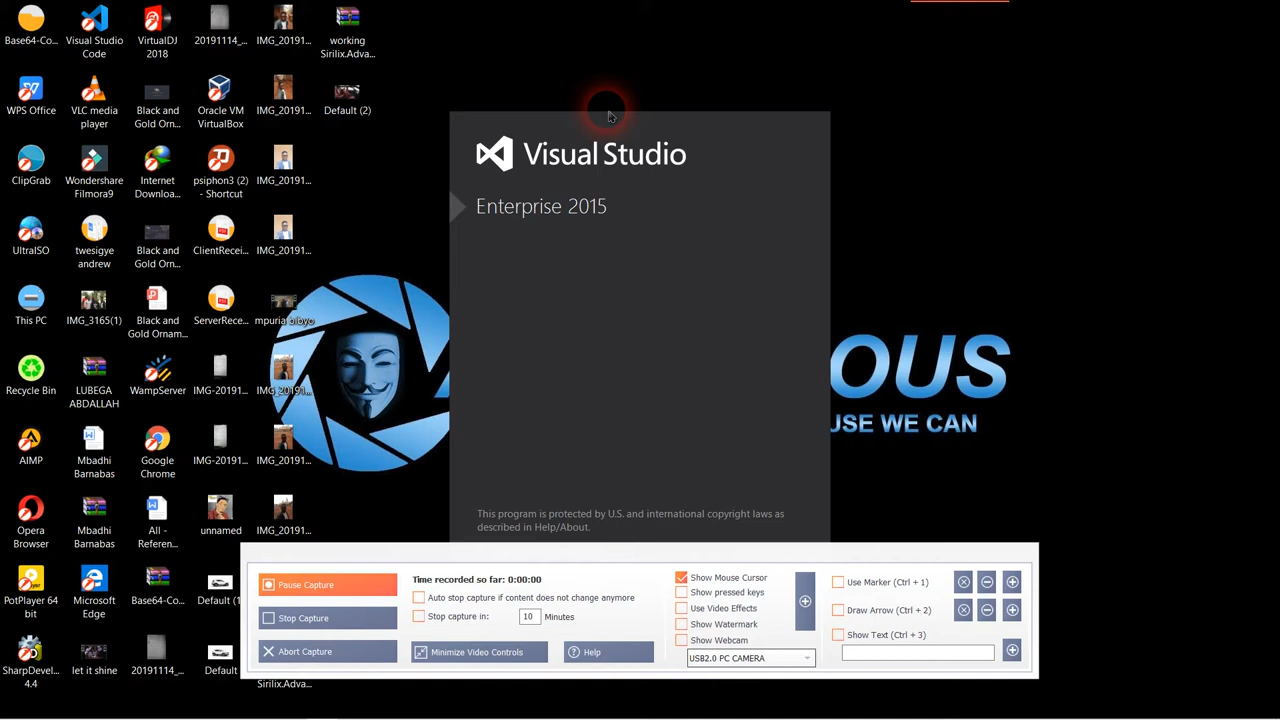 Base64-Co...
Visual Studio
Code
VirtualDJ
2018
20191114_...
IMG_20191...
working
Sirilix.Adva...
WPS Office
VLC media
player
Black and
Gold Orn...
Oracle VM
VirtualBox
IMG_20191...
Default (2)
ClipGrab
Wondershare
Filmora9
Internet
Downloa...
psiphon3 (2)
- Shortcut
IMG_20191...
UltraISO
twesigye
andrew
Black and
Gold Orn...
ClientRecei...
IMG_20191...
This PC
IMG_3165(1)
Black and
Gold Ornam...
ServerRece...
mpuria bibyo
Recycle Bin
LUBEGA
ABDALLAH
WampServer
IMG-20191...
IMG_20191...
AIMP
Mbadhi
Barnabas
Google
Chrome
IMG-20191...
IMG_20191...
Opera
Browser
Mbadhi
Barnabas
All -
Referen...
unnamed
IMG_20191...
PotPlayer 64
bit
Microsoft
Edge
Base64-Co...
Default (1
SharpDevel...
4.4
let it shine
20191114_...
Default
Sirilix.Adva...
Visual Studio
Enterprise 2015
This program is protected by U.S. and international copyright laws as
described in Help/About.
OUS
USE WE CAN
Pause Capture
Stop Capture
Abort Capture
Time recorded so far: 0:00:00
Auto stop capture if content does not change anymore
Stop capture in: 10 Minutes
Minimize Video Controls
Help
Show Mouse Cursor
Show pressed keys
Use Video Effects
Show Watermark
Show Webcam
USB2.0 PC CAMERA
Use Marker (Ctrl + 1)
Draw Arrow (Ctrl + 2)
Show Text (Ctrl + 3)